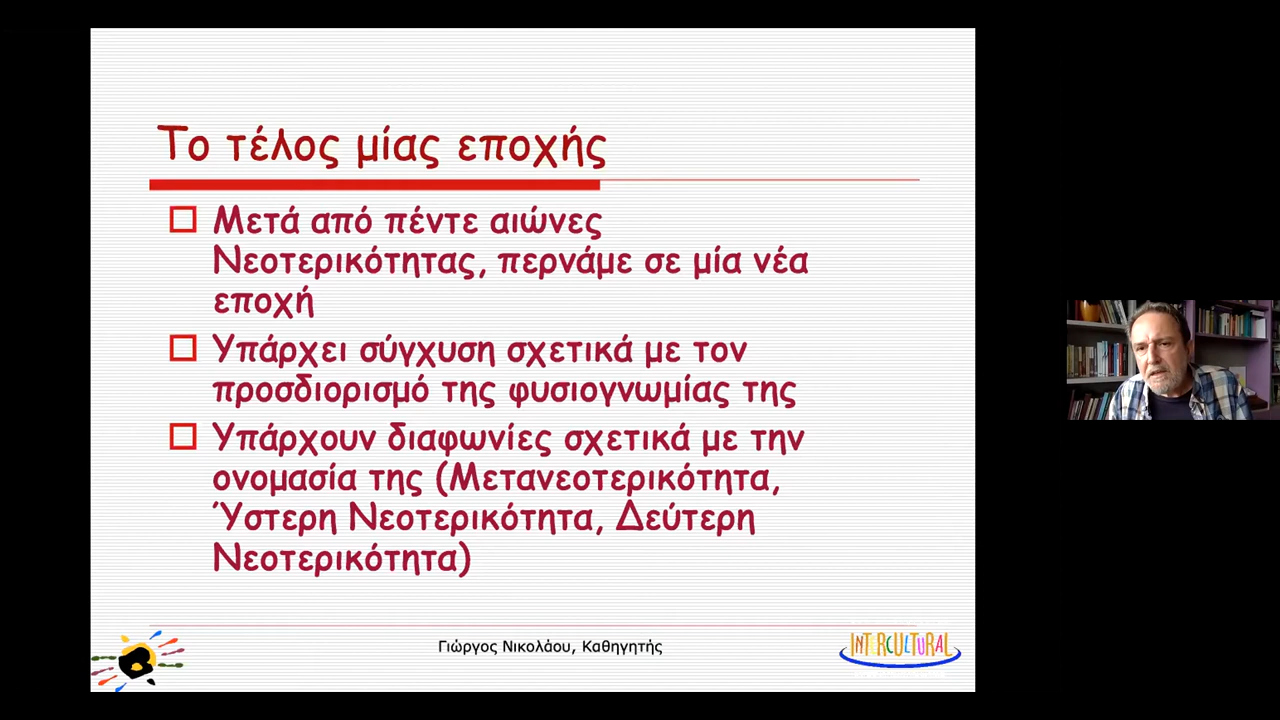 Το τέλος μίας εποχής
Μετά από πέντε αιώνες
Νεοτερικότητας, περνάμε σε μία νέα
εποχή
Υπάρχει σύγχυση σχετικά με τον
προσδιορισμό της φυσιογνωμίας της
Υπάρχουν διαφωνίες σχετικά με την
ονομασία της (Μετανεοτερικότητα,
Ύστερη Νεοτερικότητα, Δεύτερη
Νεοτερικότητα)
Γιώργος Νικολάου, Καθηγητής
INTERCULTURAL